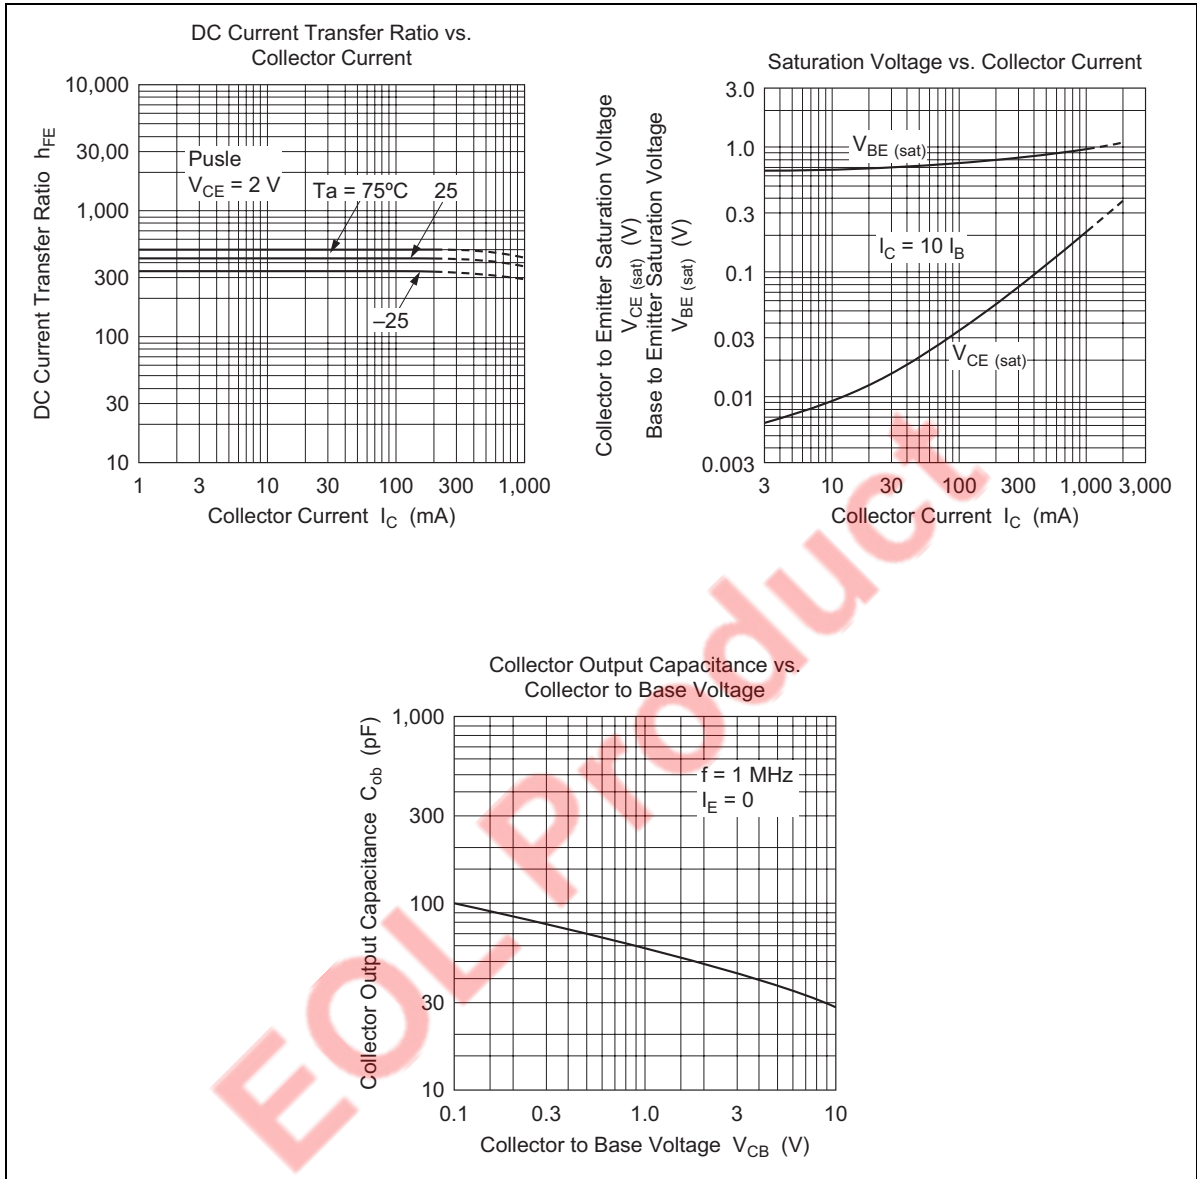 DC Current Transfer Ratio vs.
Collector Current
DC Current Transfer Ratio hFE
10,000
30,00
1,000
300
100
30
10
Pusle
VCE = 2 V
Ta = 75ºC
25
–25
1
3
10
30
100
300
1,000
Collector Current IC (mA)
Saturation Voltage vs. Collector Current
Collector to Emitter Saturation Voltage
VCE (sat) (V)
Base to Emitter Saturation Voltage
VBE (sat) (V)
3.0
1.0
0.3
0.1
0.03
0.01
0.003
VBE (sat)
IC = 10 IB
VCE (sat)
3
10
30
100
300
1,000
3,000
Collector Current IC (mA)
Collector Output Capacitance vs.
Collector to Base Voltage
Collector Output Capacitance Cob (pF)
1,000
300
100
30
10
f = 1 MHz
IE = 0
0.1
0.3
1.0
3
10
Collector to Base Voltage VCB (V)
EOL Product